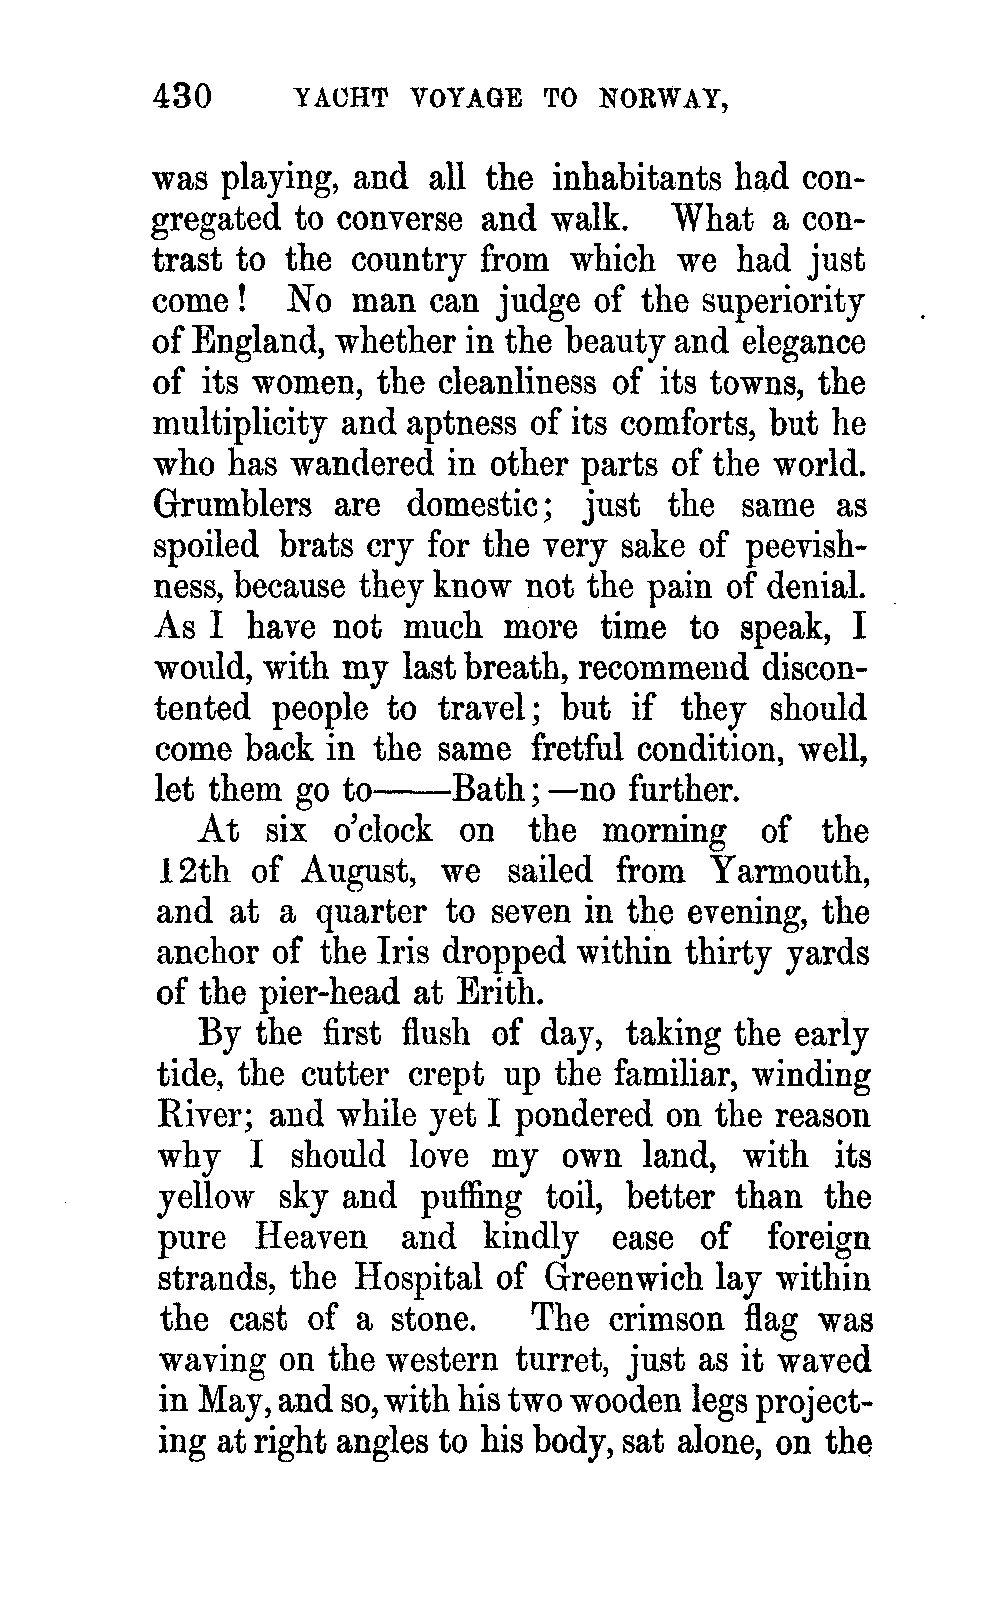 430 YACHT VOYAGE TO NORWAY,
was playing, and all the inhabitants had con-
gregated to converse and walk. What a con-
trast to the country from which we had just
come! No man can judge of the superiority
of England, whether in the beauty and elegance
of its women, the cleanliness of its towns, the
multiplicity and aptness of its comforts, but he
who has wandered in other parts of the world.
Grumblers are domestic; just the same as
spoiled brats cry for the very sake of peevish-
ness, because they know not the pain of denial.
As I have not much more time to speak, I
would, with my last breath, recommend discon-
tented people to travel; but if they should
come back in the same fretful condition, well,
let them go to——Bath;—no further.
At six o'clock on the morning of the
12th of August, we sailed from Yarmouth,
and at a quarter to seven in the evening, the
anchor of the Iris dropped within thirty yards
of the pier-head at Erith.
By the first flush of day, taking the early
tide, the cutter crept up the familiar, winding
River; and while yet I pondered on the reason
why I should love my own land, with its
yellow sky and puffing toil, better than the
pure Heaven and kindly ease of foreign
strands, the Hospital of Greenwich lay within
the cast of a stone. The crimson flag was
waving on the western turret, just as it waved
in May, and so, with his two wooden legs project-
ing at right angles to his body, sat alone, on the